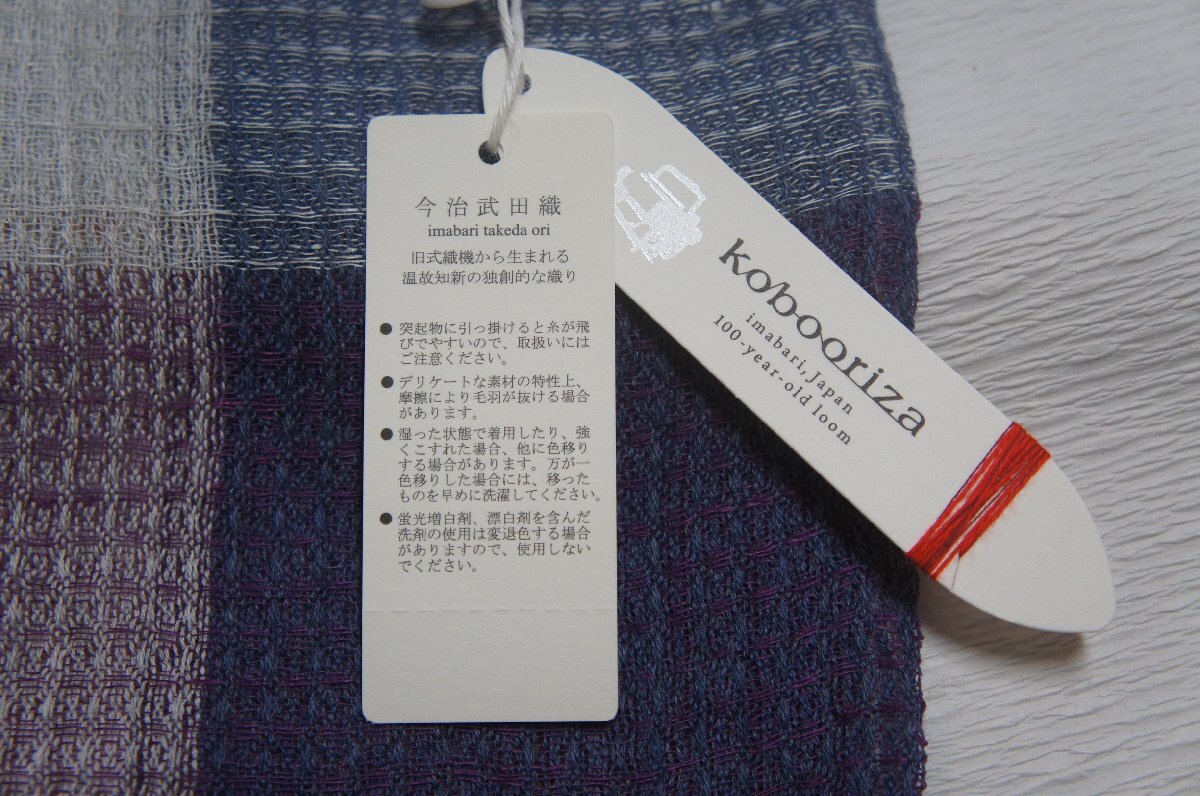 今治武田織
imabari takeda ori
旧式織機から生まれる
温故知新の独創的な織り
● 突起物に引っ掛けると糸が飛
びでやすいので、取扱いには
ご注意ください。
● デリケートな素材の特性上、
摩擦により毛羽が抜ける場合
があります。
● 湿った状態で着用したり、強
くこすれた場合、他に色移り
する場合があります。万が一
色移りした場合には、移った
ものを早めに洗濯してください。
● 蛍光増白剤、漂白剤を含んだ
洗剤の使用は変退色する場合
がありますので、使用しない
でください。
kobooriza
imabari, Japan
100-year-old loom